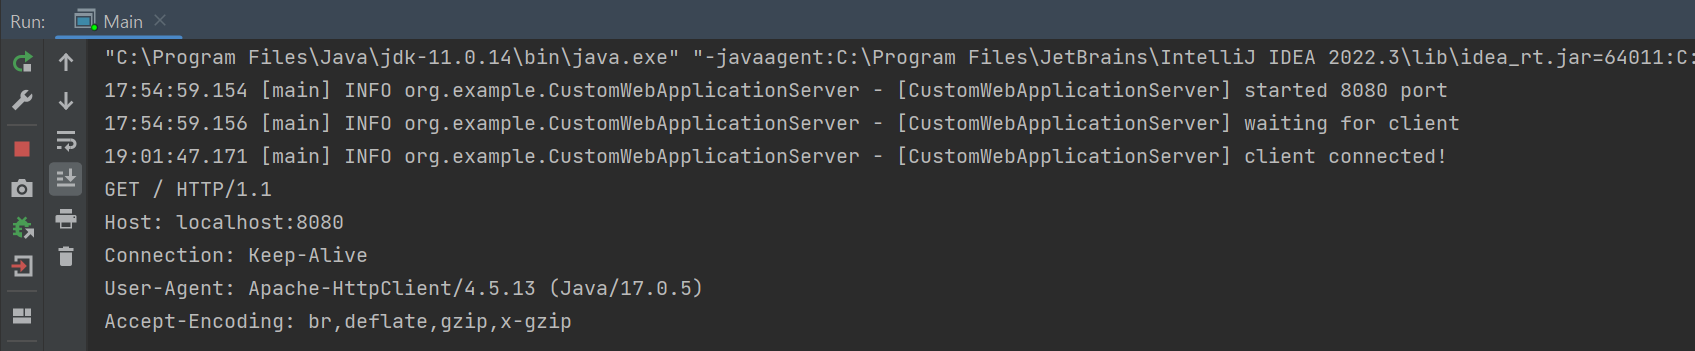 Run: Main
"C:\Program Files\Java\jdk-11.0.14\bin\java.exe" "-javaagent:C:\Program Files\JetBrains\IntelliJ IDEA 2022.3\lib\idea_rt.jar=64011:C:
17:54:59.154 [main] INFO org.example.CustomWebApplicationServer - [CustomWebApplicationServer] started 8080 port
17:54:59.156 [main] INFO org.example.CustomWebApplicationServer - [CustomWebApplicationServer] waiting for client
19:01:47.171 [main] INFO org.example.CustomWebApplicationServer - [CustomWebApplicationServer] client connected!
GET / HTTP/1.1
Host: localhost:8080
Connection: Keep-Alive
User-Agent: Apache-HttpClient/4.5.13 (Java/17.0.5)
Accept-Encoding: br,deflate,gzip,x-gzip